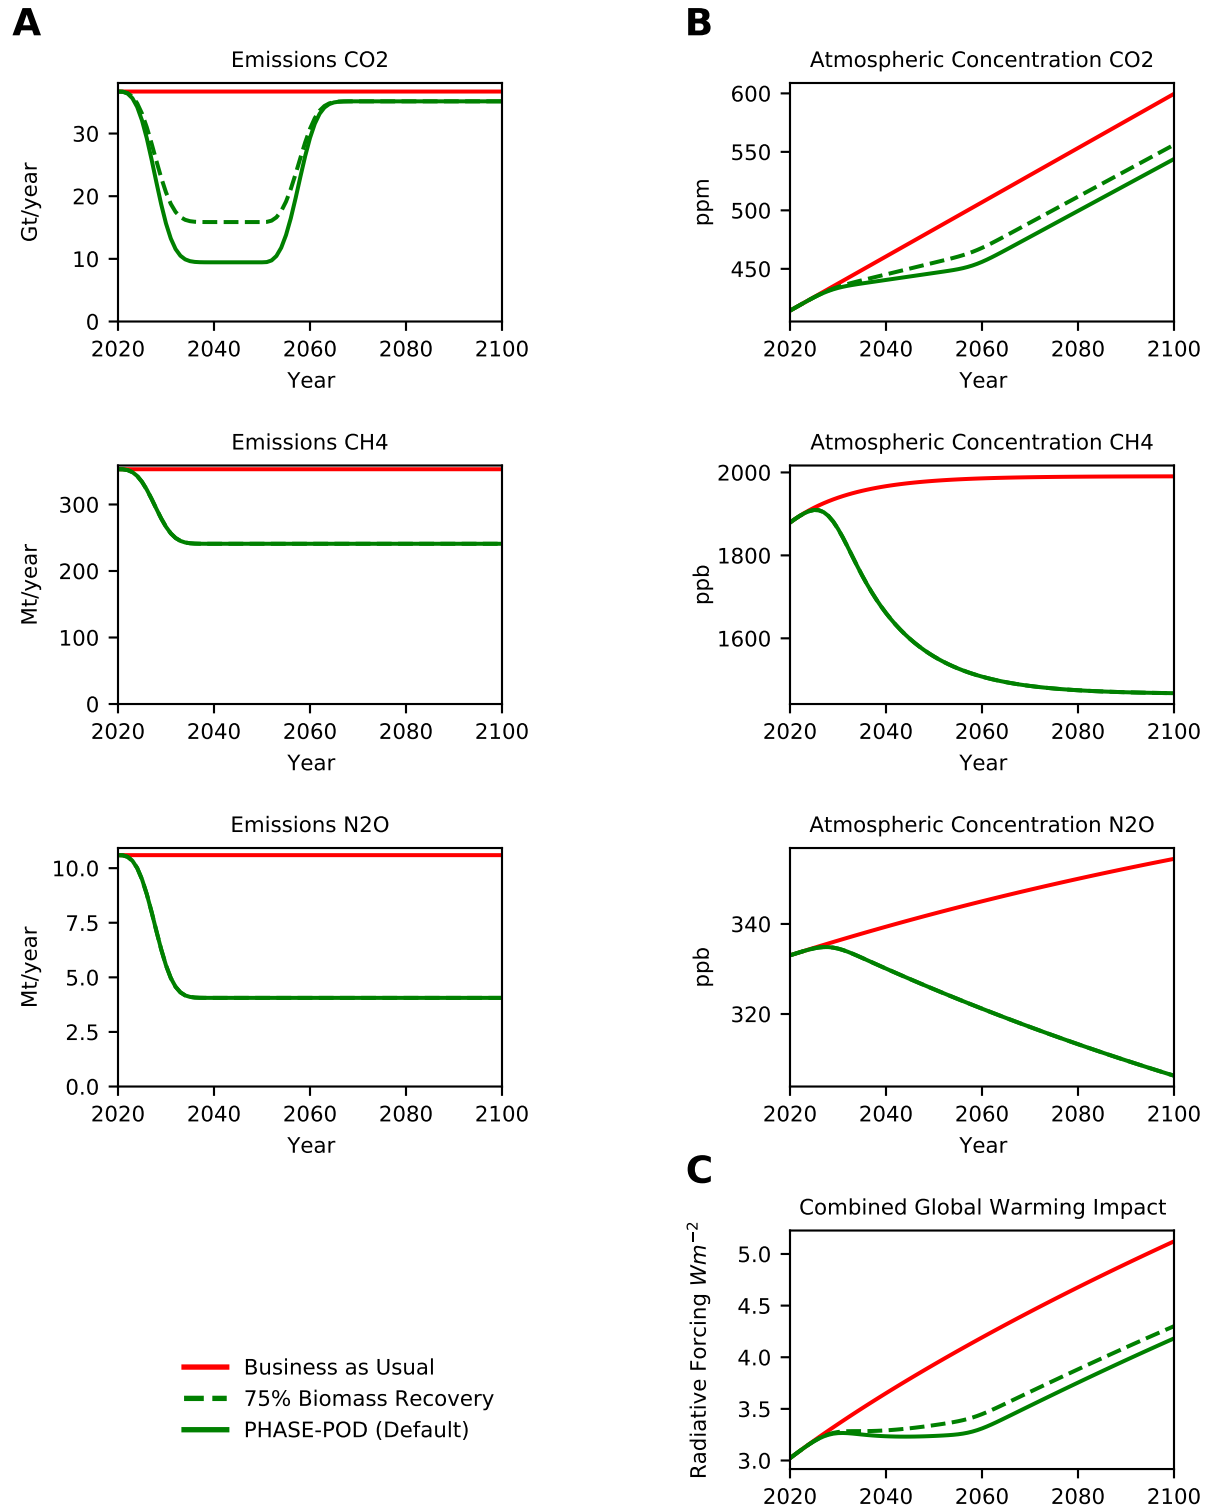 A
Emissions CO2
Gt/year
30
20
10
0
2020 2040 2060 2080 2100
Year
B
Atmospheric Concentration CO2
ppm
600
550
500
450
2020 2040 2060 2080 2100
Year
Emissions CH4
Mt/year
300
200
100
0
2020 2040 2060 2080 2100
Year
Atmospheric Concentration CH4
ppb
2000
1800
1600
2020 2040 2060 2080 2100
Year
Emissions N2O
Mt/year
10.0
7.5
5.0
2.5
0.0
2020 2040 2060 2080 2100
Year
Atmospheric Concentration N2O
ppb
340
320
2020 2040 2060 2080 2100
Year
C
Combined Global Warming Impact
Radiative Forcing Wm⁻²
5.0
4.5
4.0
3.5
3.0
2020 2040 2060 2080 2100
Business as Usual
75% Biomass Recovery
PHASE-POD (Default)